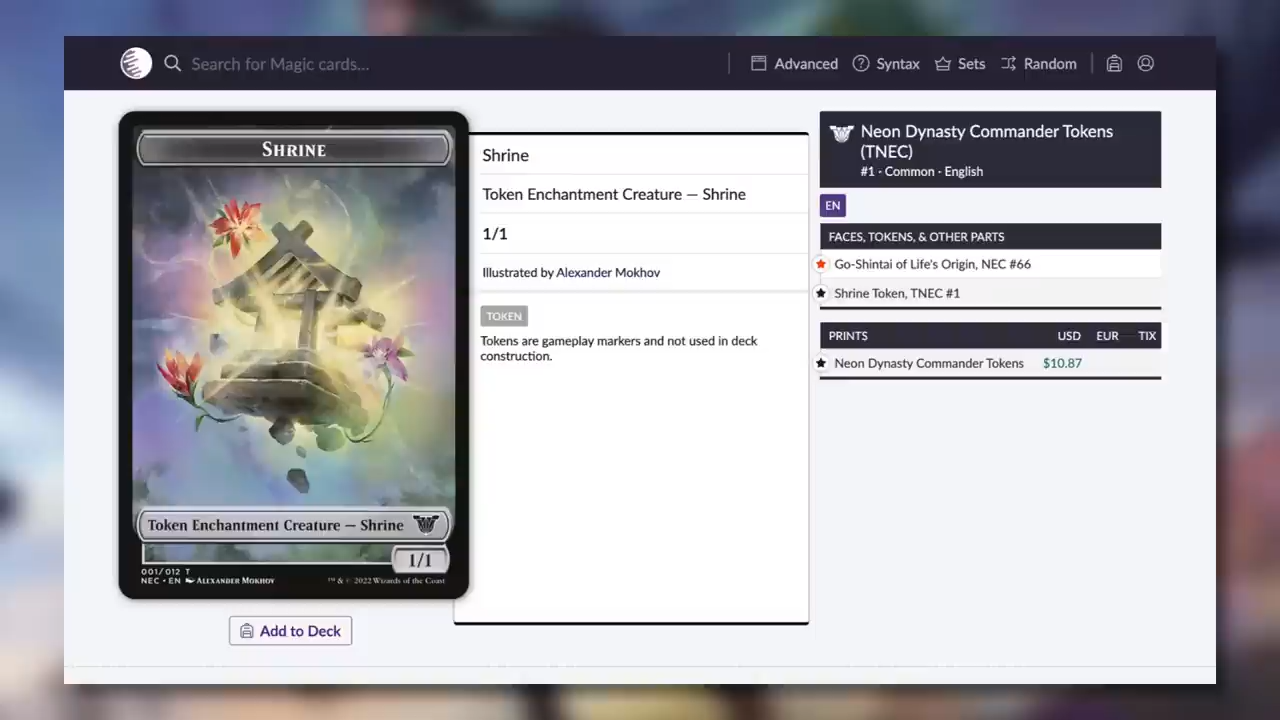 Search for Magic cards...
Advanced
Syntax
Sets
Random
SHRINE
Token Enchantment Creature — Shrine
1/1
001/012 T
NEC • EN ALEXANDER MOKHOV
™ & © 2022 Wizards of the Coast
Add to Deck
Shrine
Token Enchantment Creature — Shrine
1/1
Illustrated by Alexander Mokhov
TOKEN
Tokens are gameplay markers and not used in deck
construction.
Neon Dynasty Commander Tokens
(TNEC)
#1 · Common · English
EN
FACES, TOKENS, & OTHER PARTS
Go-Shintai of Life's Origin, NEC #66
Shrine Token, TNEC #1
PRINTS USD EUR TIX
Neon Dynasty Commander Tokens $10.87